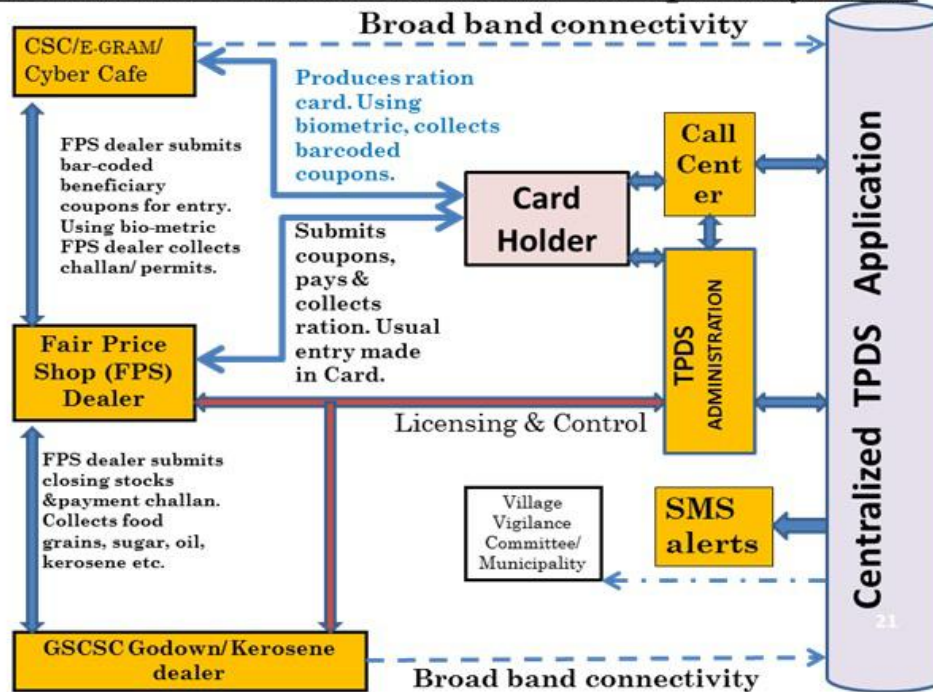 Broad band connectivity
CSC/E-GRAM/
Cyber Cafe
Produces ration
card. Using
biometric, collects
barcoded
coupons.
FPS dealer submits
bar-coded
beneficiary
coupons for entry.
Using bio-metric
FPS dealer collects
challan/ permits.
Call
Cent
er
Card
Holder
Submits
coupons,
pays &
collects
ration. Usual
entry made
in Card.
TPDS
ADMINISTRATION
Centralized TPDS Application
Fair Price
Shop (FPS)
Dealer
Licensing & Control
FPS dealer submits
closing stocks
&payment challan.
Collects food
grains, sugar, oil,
kerosene etc.
Village
Vigilance
Committee/
Municipality
SMS
alerts
21
GSCSC Godown/ Kerosene
dealer
Broad band connectivity